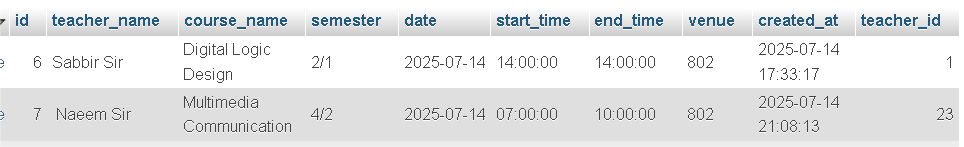 id teacher_name course_name semester date start_time end_time venue created_at teacher_id
e 6 Sabbir Sir Digital Logic Design 2/1 2025-07-14 14:00:00 14:00:00 802 2025-07-14 17:33:17 1
e 7 Naeem Sir Multimedia Communication 4/2 2025-07-14 07:00:00 10:00:00 802 2025-07-14 21:08:13 23